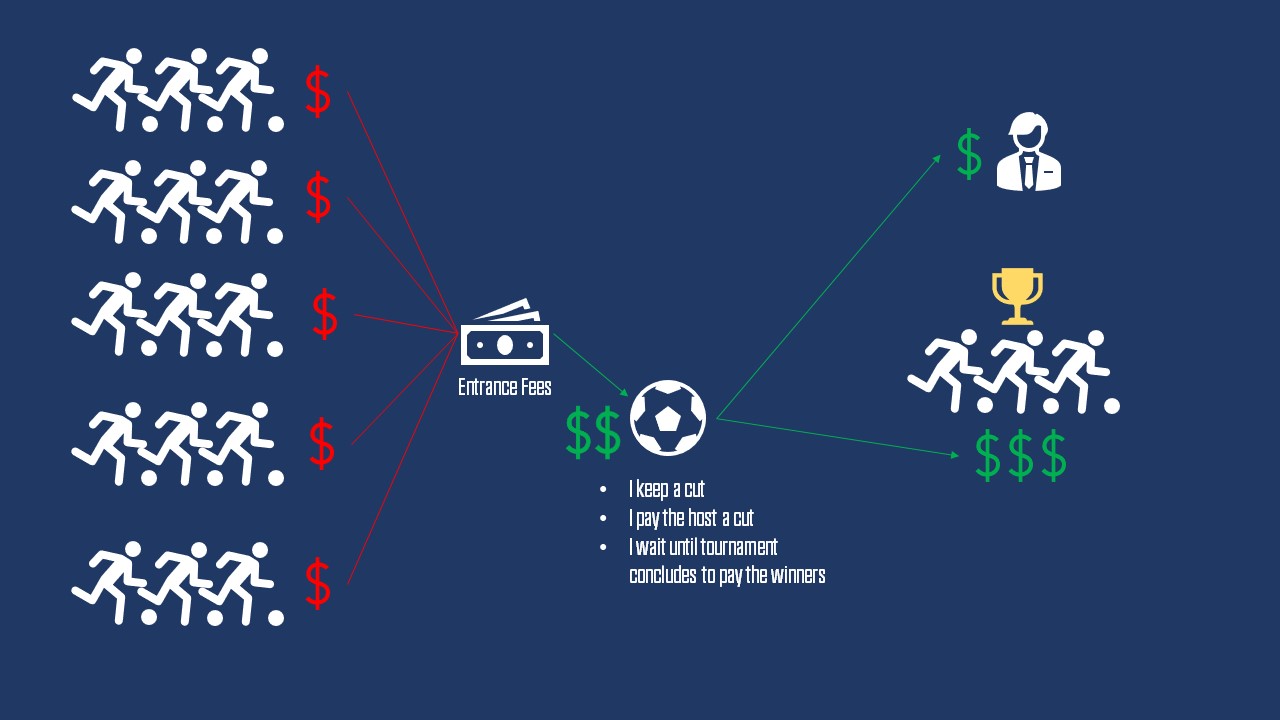 $
$
$
$
$
Entrance Fees
$$
• I keep a cut
• I pay the host a cut
• I wait until tournament
concludes to pay the winners
$
$$$